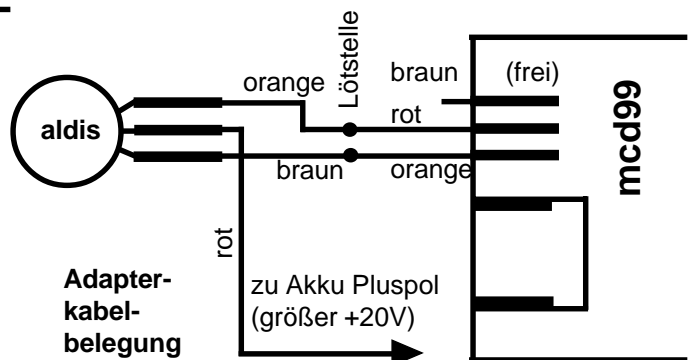 orange
Lötstelle
braun
(frei)
rot
mcd99
aldis
braun
orange
rot
Adapter-
kabel-
belegung
zu Akku Pluspol
(größer +20V)